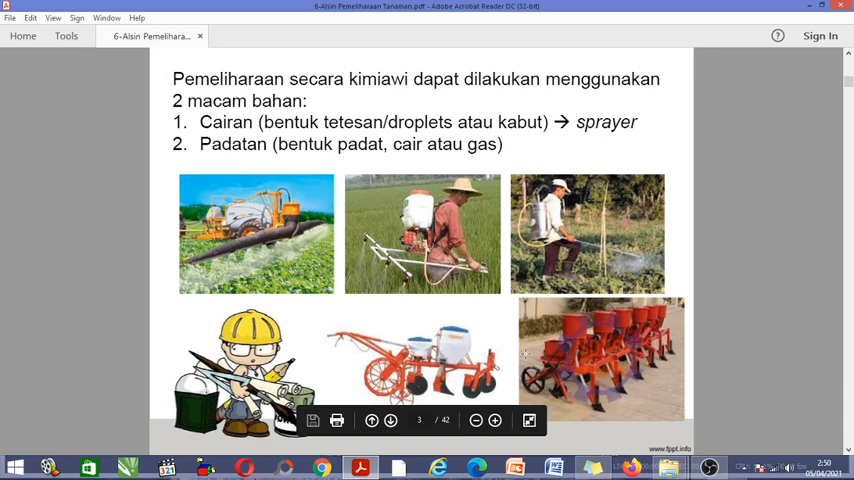 6-Alsin Pemeliharaan Tanaman.pdf - Adobe Acrobat Reader DC (32-bit)
File Edit View Sign Window Help
Home Tools 6-Alsin Pemelihara... × Sign In
Pemeliharaan secara kimiawi dapat dilakukan menggunakan
2 macam bahan:
1. Cairan (bentuk tetesan/droplets atau kabut) → sprayer
2. Padatan (bentuk padat, cair atau gas)
3 / 42
www.fppt.info
321
2:50
05/04/2021